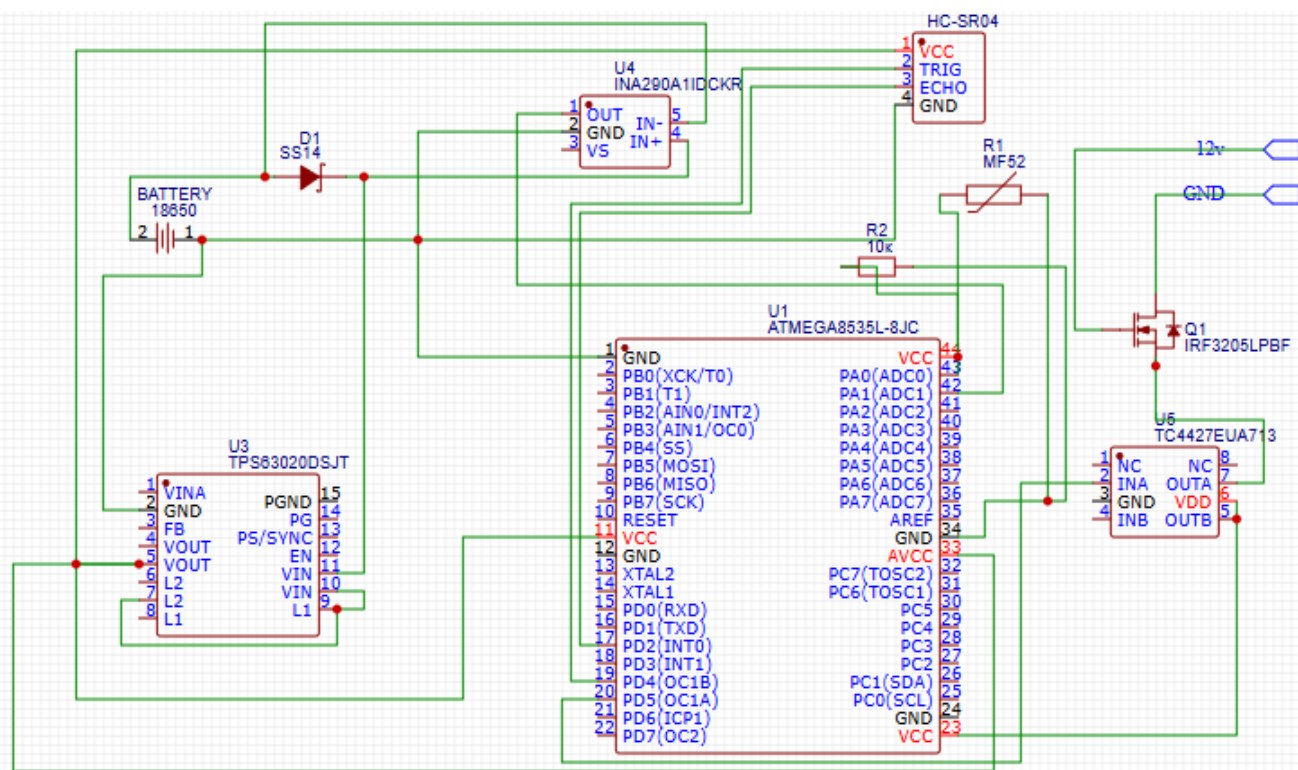 HC-SR04
1 VCC
2 TRIG
3 ECHO
4 GND
U4
INA290A1IDCKR
1 OUT
2 GND
3 VS
IN- 5
IN+ 4
D1
SS14
BATTERY
18650
2 1
R1
MF52
12v
GND
R2
10к
Q1
IRF3205LPBF
U1
ATMEGA8535L-8JC
1 GND
2 PB0(XCK/T0)
3 PB1(T1)
4 PB2(AIN0/INT2)
5 PB3(AIN1/OC0)
6 PB4(SS)
7 PB5(MOSI)
8 PB6(MISO)
9 PB7(SCK)
10 RESET
11 VCC
12 GND
13 XTAL2
14 XTAL1
15 PD0(RXD)
16 PD1(TXD)
17 PD2(INT0)
18 PD3(INT1)
19 PD4(OC1B)
20 PD5(OC1A)
21 PD6(ICP1)
22 PD7(OC2)
VCC 44
PA0(ADC0) 43
PA1(ADC1) 42
PA2(ADC2) 41
PA3(ADC3) 40
PA4(ADC4) 39
PA5(ADC5) 38
PA6(ADC6) 37
PA7(ADC7) 36
AREF 35
GND 34
AVCC 33
PC7(TOSC2) 32
PC6(TOSC1) 31
PC5 30
PC4 29
PC3 28
PC2 27
PC1(SDA) 26
PC0(SCL) 25
GND 24
VCC 23
U3
TPS63020DSJT
1 VINA
2 GND
3 FB
4 VOUT
5 VOUT
6 L2
7 L2
8 L1
PGND 15
PG 14
PS/SYNC 13
EN 12
VIN 11
VIN 10
L1 9
TC4427EUA713
1 NC
2 INA
3 GND
4 INB
NC 8
OUTA 7
VDD 6
OUTB 5